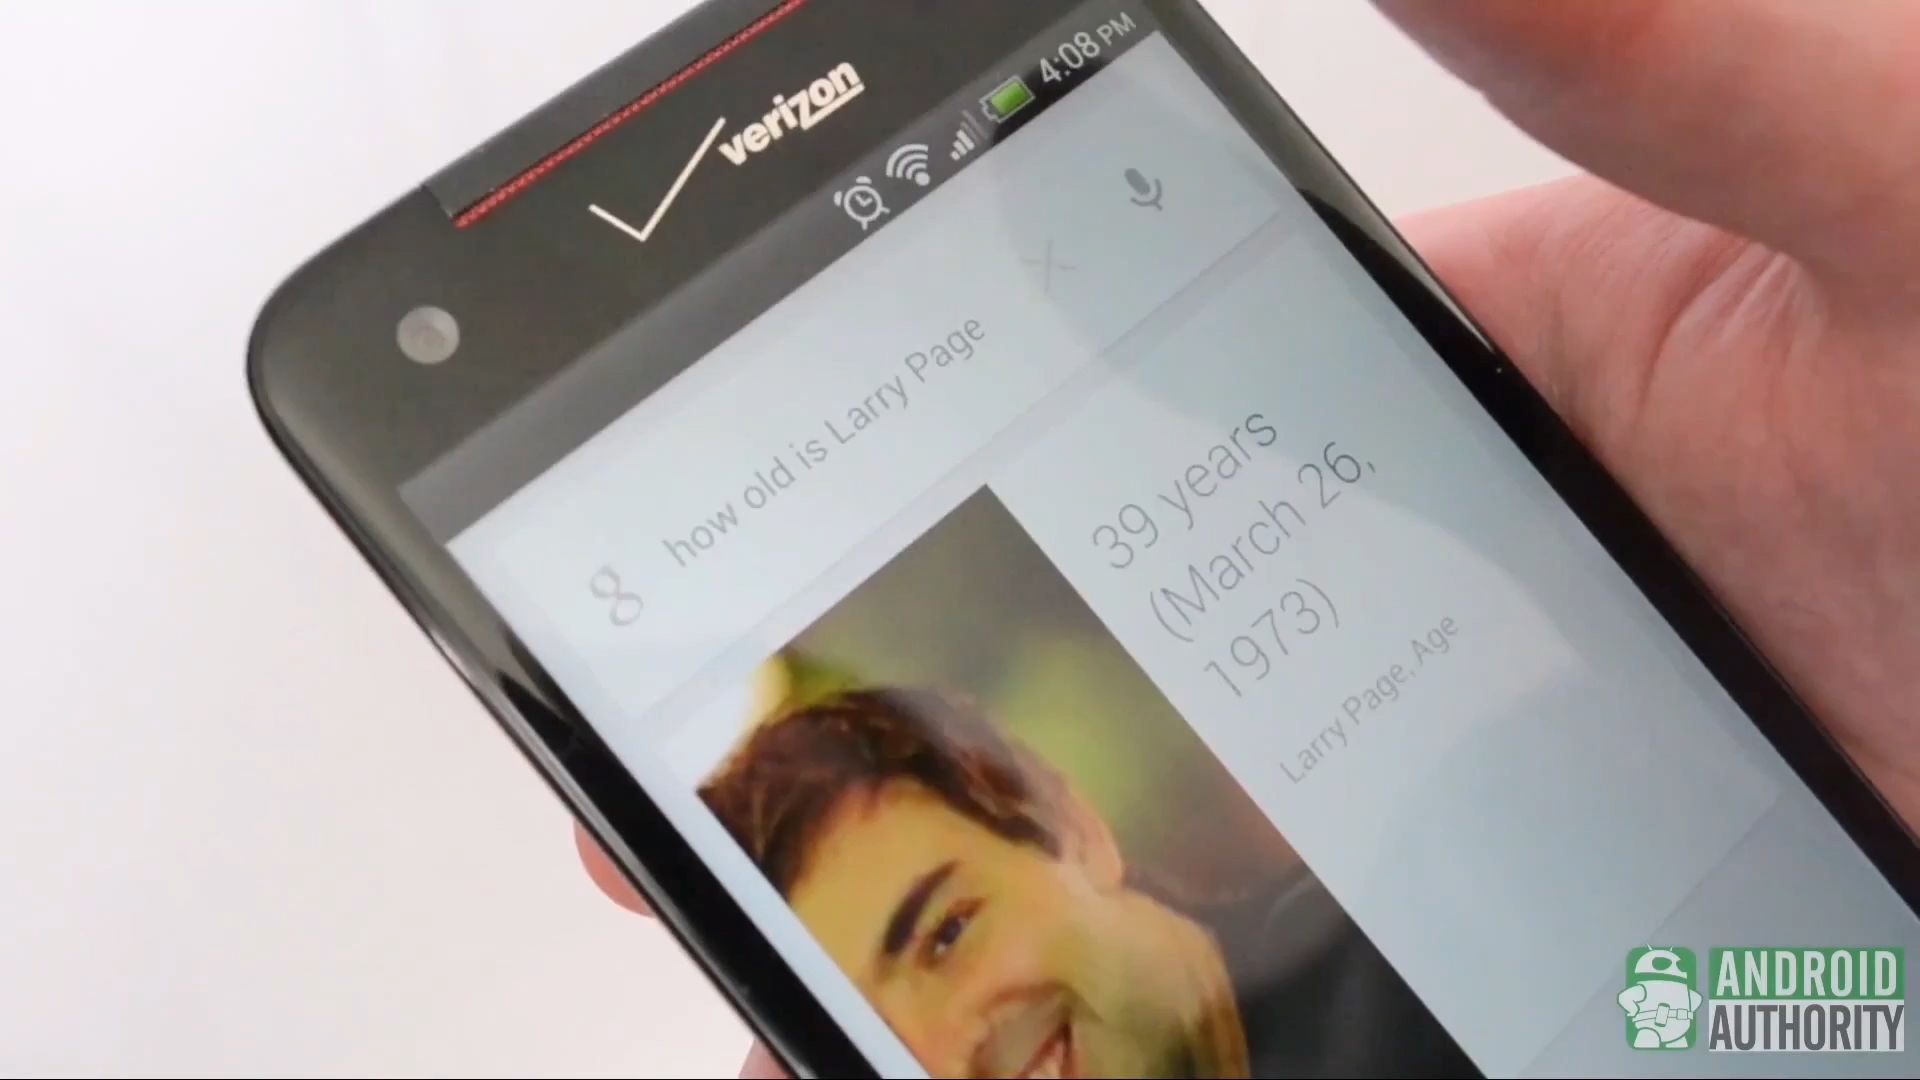 verizon
4:08 PM
g how old is Larry Page
39 years
(March 26,
1973)
Larry Page, Age
ANDROID
AUTHORITY